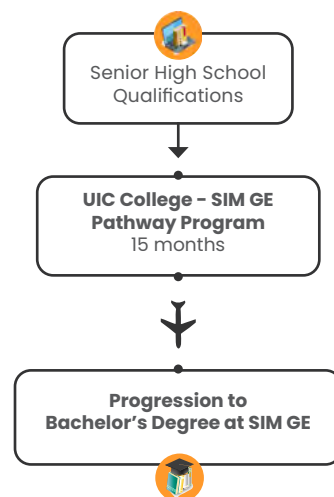 Senior High School
Qualifications
UIC College - SIM GE
Pathway Program
15 months
Progression to
Bachelor's Degree at SIM GE